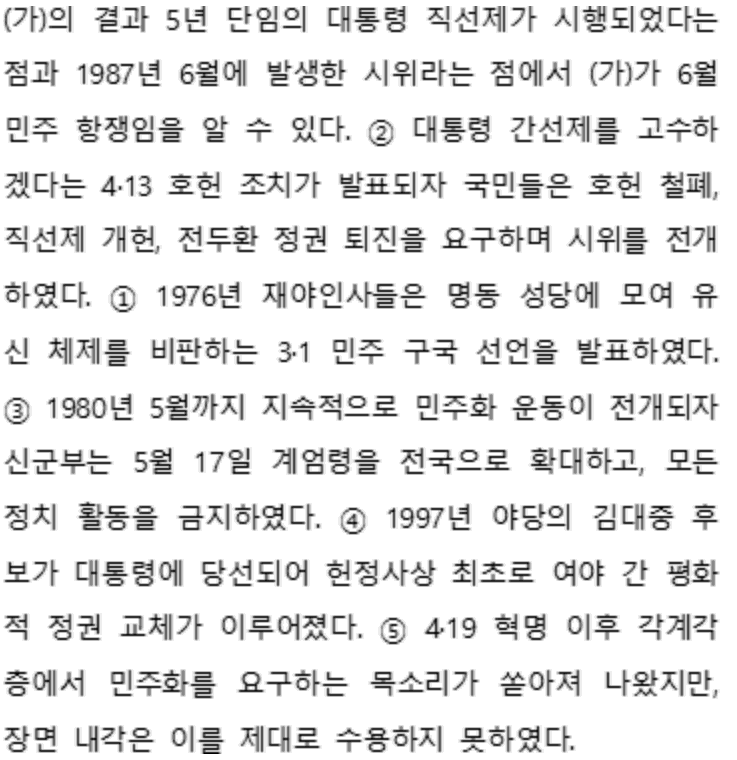 (가)의 결과 5년 단임의 대통령 직선제가 시행되었다는
점과 1987년 6월에 발생한 시위라는 점에서 (가)가 6월
민주 항쟁임을 알 수 있다. ② 대통령 간선제를 고수하
겠다는 4·13 호헌 조치가 발표되자 국민들은 호헌 철폐,
직선제 개헌, 전두환 정권 퇴진을 요구하며 시위를 전개
하였다. ① 1976년 재야인사들은 명동 성당에 모여 유
신 체제를 비판하는 3·1 민주 구국 선언을 발표하였다.
③ 1980년 5월까지 지속적으로 민주화 운동이 전개되자
신군부는 5월 17일 계엄령을 전국으로 확대하고, 모든
정치 활동을 금지하였다. ④ 1997년 야당의 김대중 후
보가 대통령에 당선되어 헌정사상 최초로 여야 간 평화
적 정권 교체가 이루어졌다. ⑤ 4·19 혁명 이후 각계각
층에서 민주화를 요구하는 목소리가 쏟아져 나왔지만,
장면 내각은 이를 제대로 수용하지 못하였다.